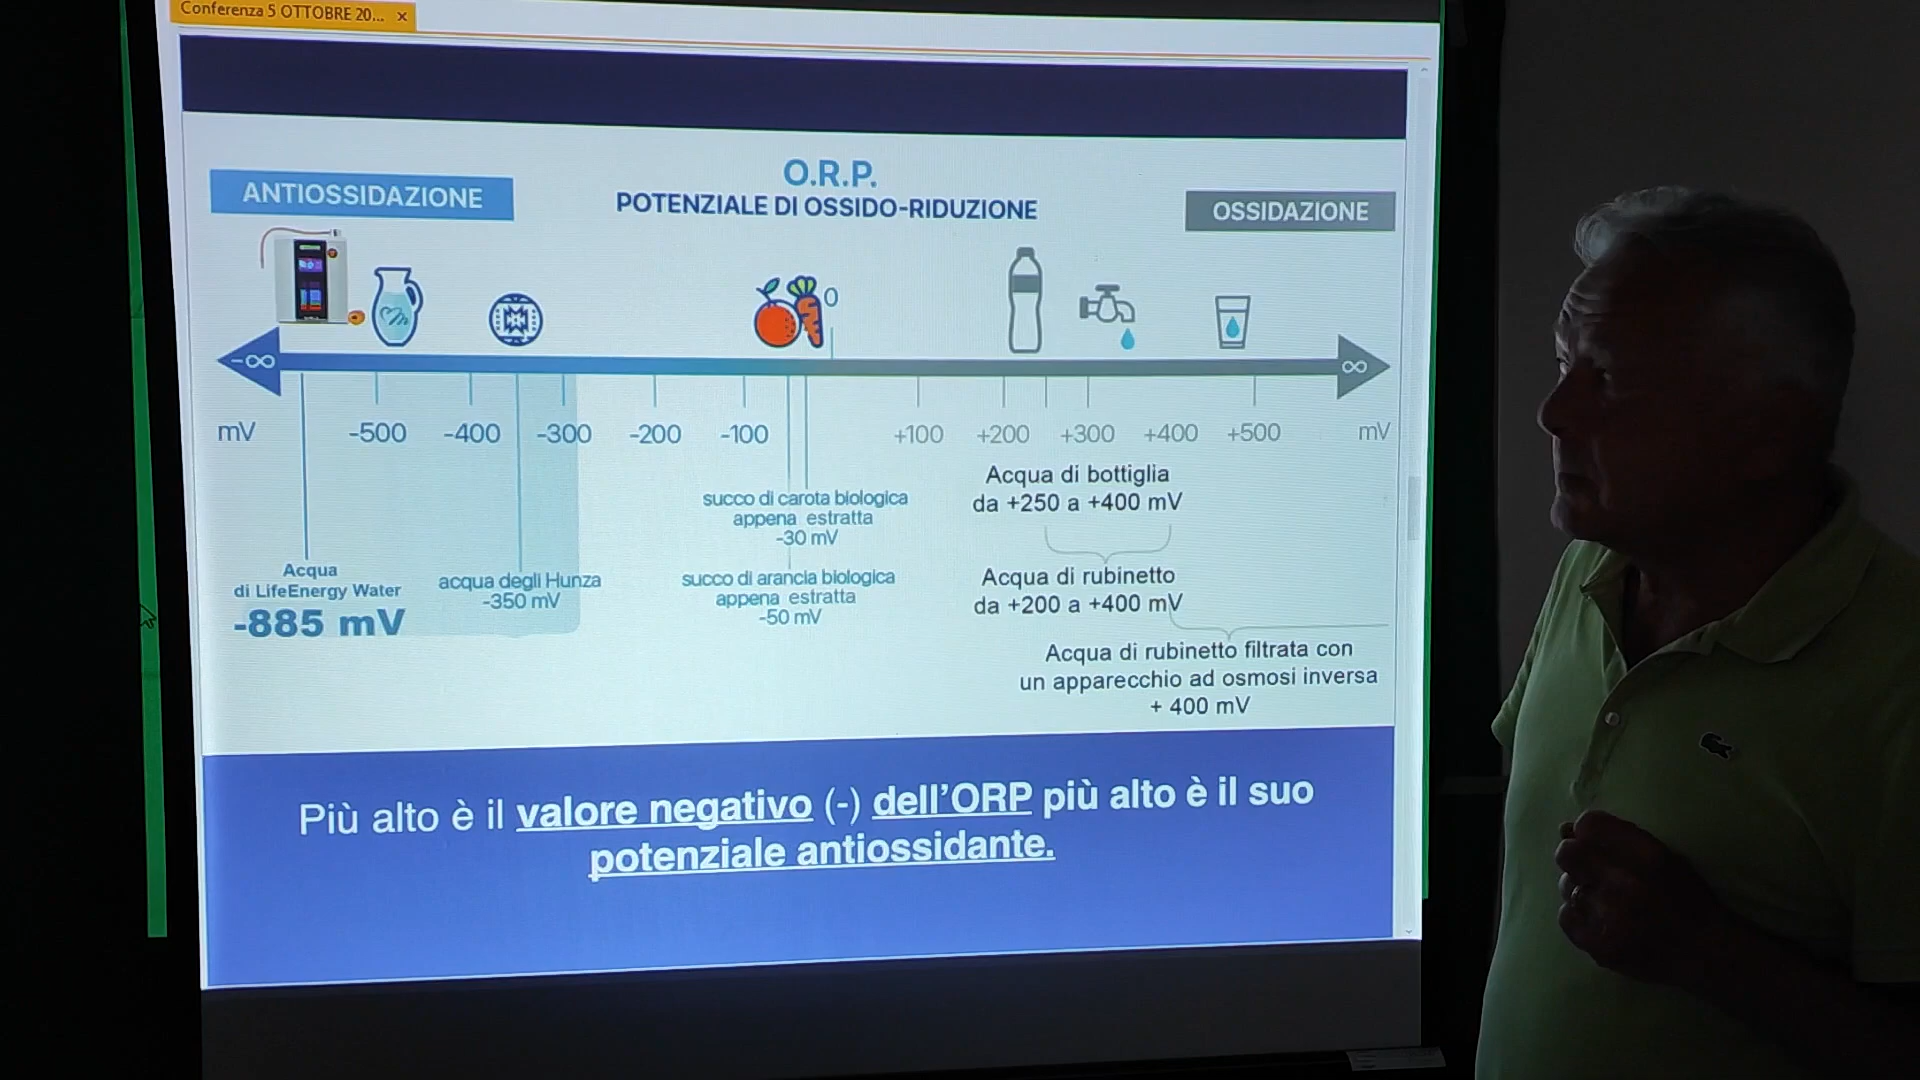 Conferenza 5 OTTOBRE 20... ×
ANTIOSSIDAZIONE
O.R.P.
POTENZIALE DI OSSIDO-RIDUZIONE
OSSIDAZIONE
0
-∞
∞
mV
-500
-400
-300
-200
-100
+100
+200
+300
+400
+500
mV
Acqua
di LifeEnergy Water
-885 mV
acqua degli Hunza
-350 mV
succo di carota biologica
appena estratta
-30 mV
succo di arancia biologica
appena estratta
-50 mV
Acqua di bottiglia
da +250 a +400 mV
Acqua di rubinetto
da +200 a +400 mV
Acqua di rubinetto filtrata con
un apparecchio ad osmosi inversa
+ 400 mV
Più alto è il valore negativo (-) dell'ORP più alto è il suo
potenziale antiossidante.